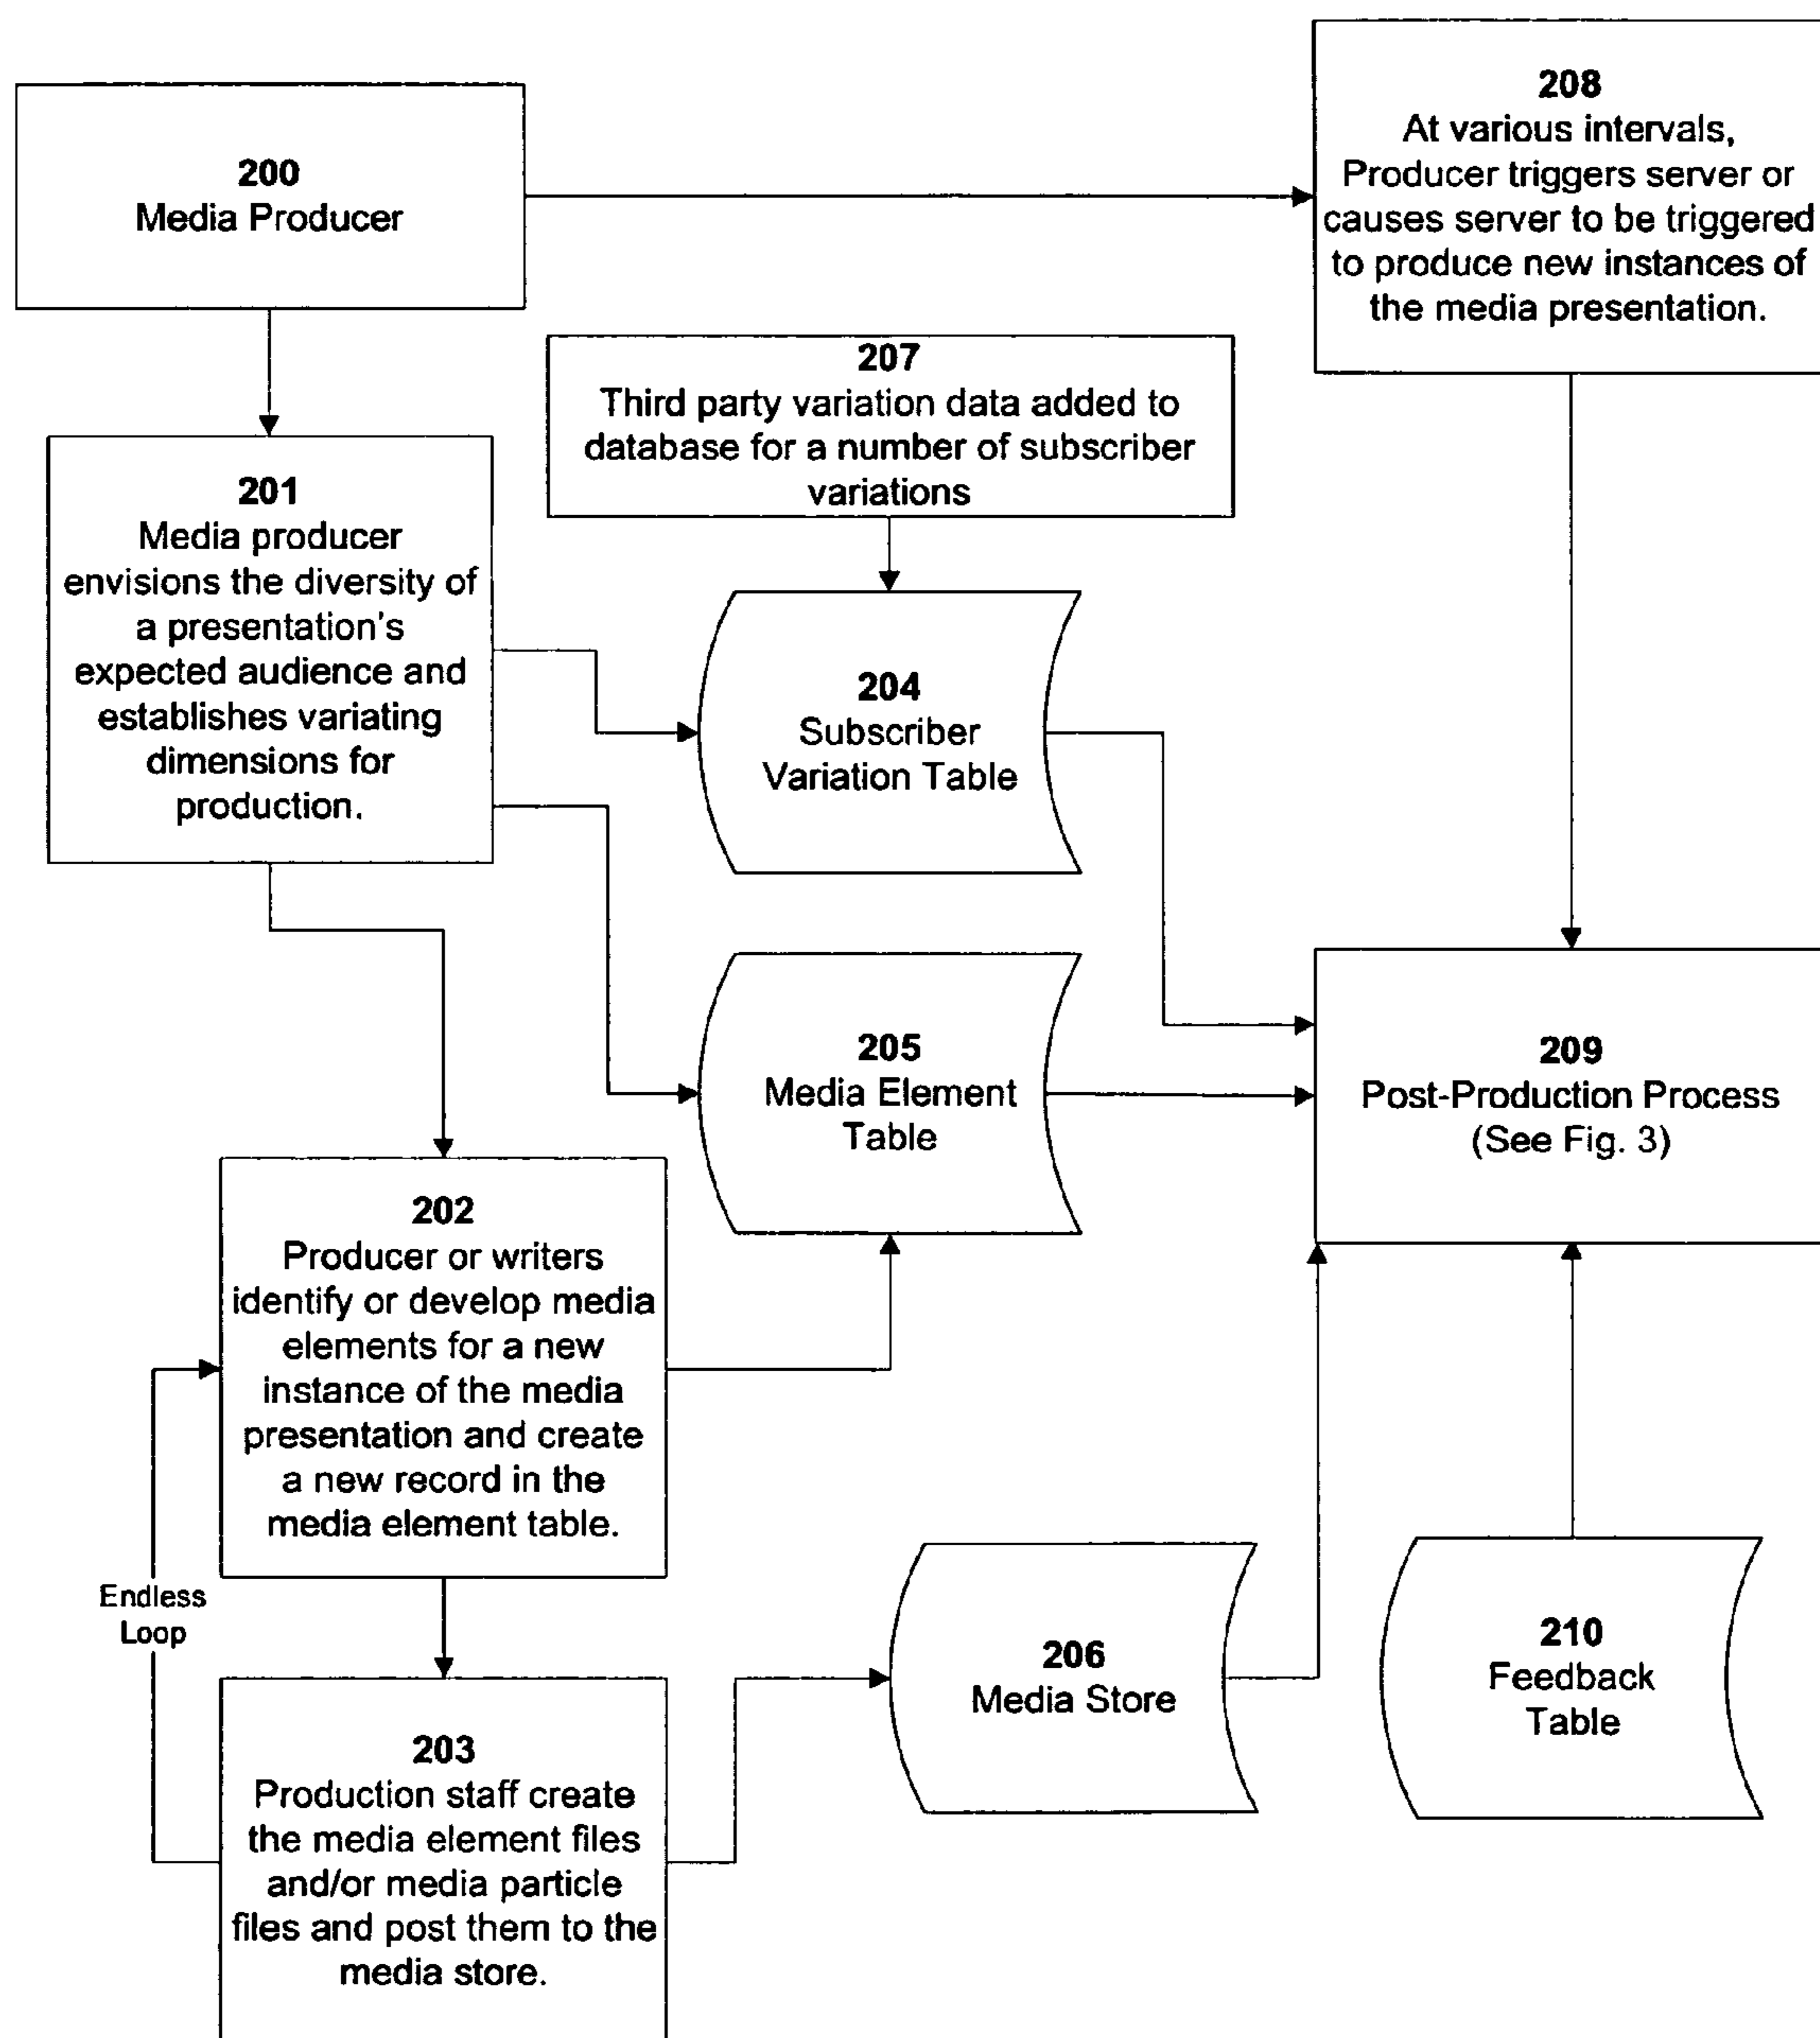 200
Media Producer
208
At various intervals,
Producer triggers server or
causes server to be triggered
to produce new instances of
the media presentation.
207
Third party variation data added to
database for a number of subscriber
variations
201
Media producer
envisions the diversity of
a presentation's
expected audience and
establishes variating
dimensions for
production.
204
Subscriber
Variation Table
205
Media Element
Table
209
Post-Production Process
(See Fig. 3)
202
Producer or writers
identify or develop media
elements for a new
instance of the media
presentation and create
a new record in the
media element table.
Endless
Loop
203
Production staff create
the media element files
and/or media particle
files and post them to the
media store.
206
Media Store
210
Feedback
Table